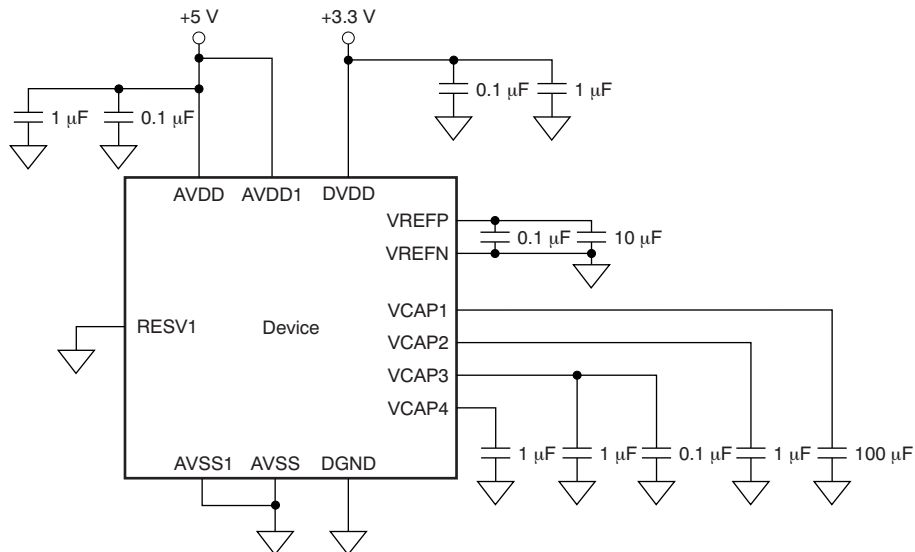 +5 V
+3.3 V
1 μF
0.1 μF
0.1 μF
1 μF
AVDD
AVDD1
DVDD
VREFP
0.1 μF
10 μF
VREFN
VCAP1
RESV1
Device
VCAP2
VCAP3
VCAP4
1 μF
1 μF
0.1 μF
1 μF
100 μF
AVSS1
AVSS
DGND